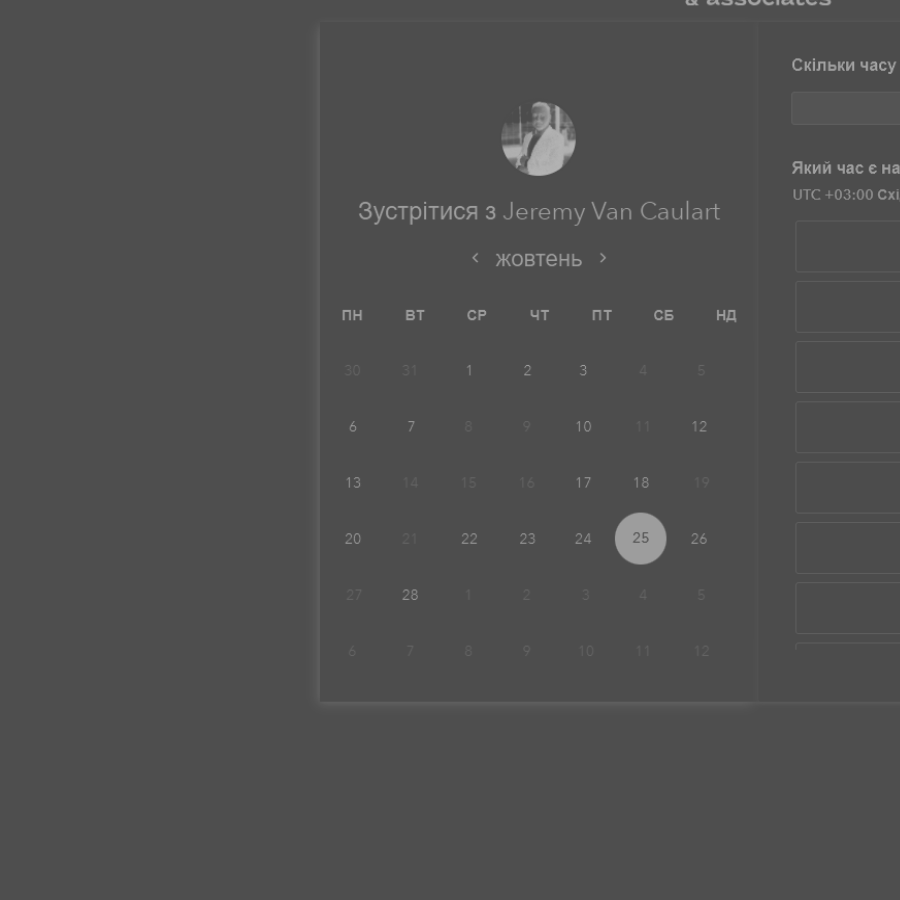 & associates
Зустрітися з Jeremy Van Caulart
жовтень
ПН ВТ СР ЧТ ПТ СБ НД
30 31 1 2 3 4 5
6 7 8 9 10 11 12
13 14 15 16 17 18 19
20 21 22 23 24 25 26
27 28 1 2 3 4 5
6 7 8 9 10 11 12
Скільки часу
Який час є на
UTC +03:00 Схі